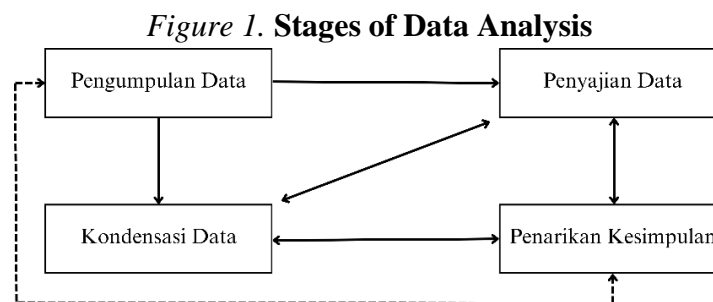 Figure 1. Stages of Data Analysis
Pengumpulan Data
Penyajian Data
Kondensasi Data
Penarikan Kesimpulan